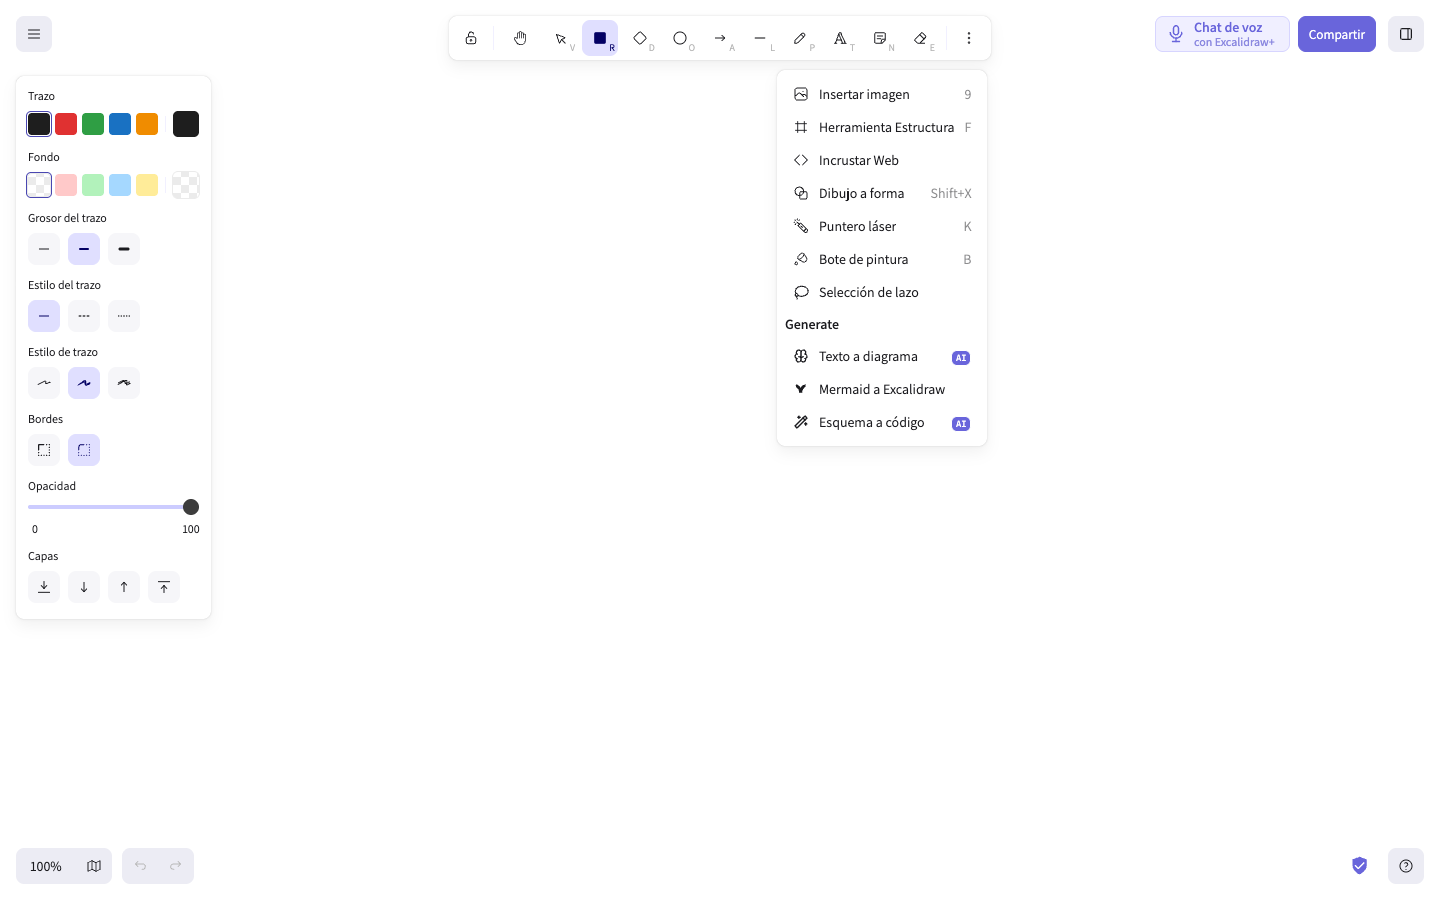 V
R
D
O
A
L
P
T
N
E
Chat de voz
con Excalidraw+
Compartir
Trazo
Fondo
Grosor del trazo
Estilo del trazo
Estilo de trazo
Bordes
Opacidad
0 100
Capas
Insertar imagen 9
Herramienta Estructura F
Incrustar Web
Dibujo a forma Shift+X
Puntero láser K
Bote de pintura B
Selección de lazo
Generate
Texto a diagrama AI
Mermaid a Excalidraw
Esquema a código AI
100%